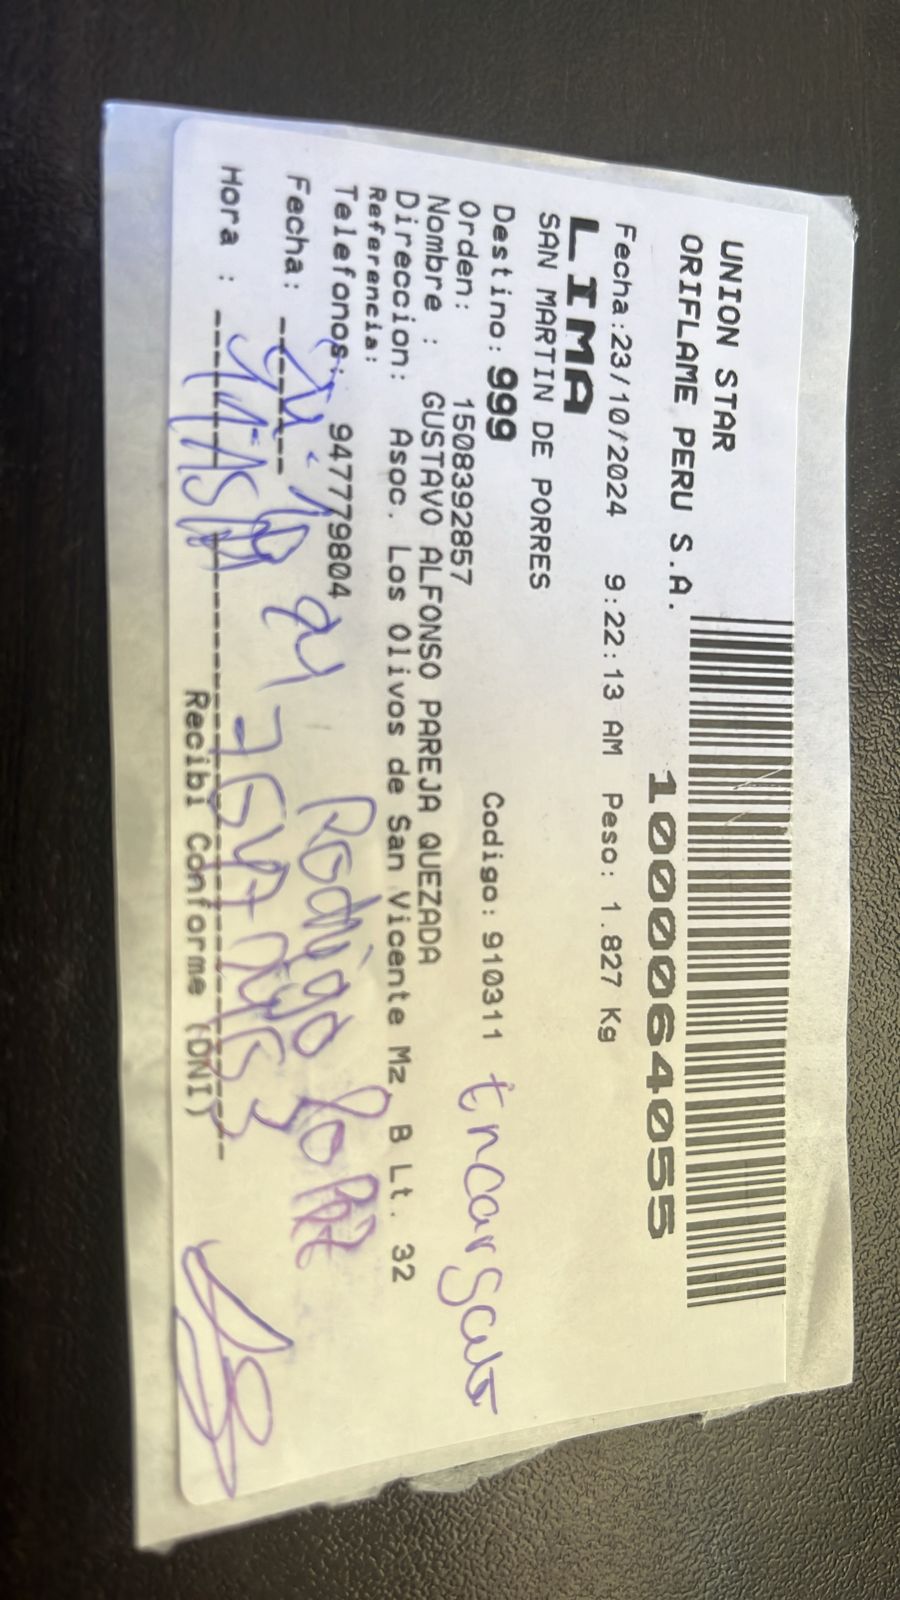 UNION STAR
ORIFLAME PERU S.A.
1000064055
Fecha:23/10/2024 9:22:13 AM Peso: 1.827 Kg
LIMA
SAN MARTIN DE PORRES
Destino: 999 Codigo: 910311
Orden: 1508392857
Nombre : GUSTAVO ALFONSO PAREJA QUEZADA
Direccion: Asoc. Los Olivos de San Vicente Mz, B Lt. 32
Referencia:
Telefonos: 947779804
Rodrigo
Fecha:
Hora :
Recibi Conforme (DNI)